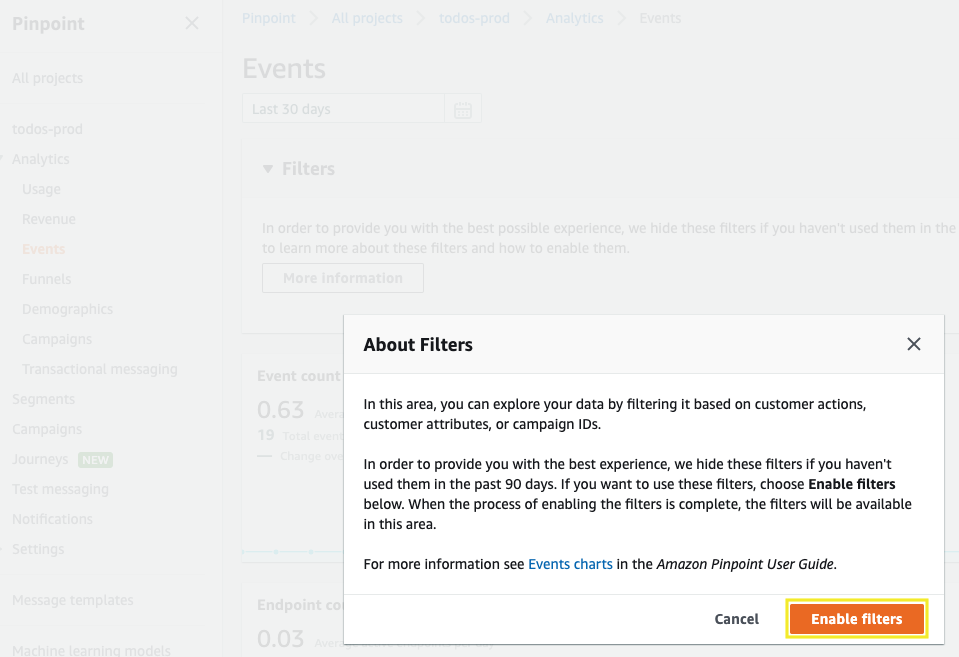 Pinpoint
All projects
todos-prod
Analytics
Usage
Revenue
Events
Funnels
Demographics
Campaigns
Transactional messaging
Segments
Campaigns
Journeys NEW
Test messaging
Notifications
Settings
Message templates
Machine learning models
Pinpoint All projects todos-prod Analytics Events
Events
Last 30 days
Filters
In order to provide you with the best possible experience, we hide these filters if you haven't used them in the
to learn more about these filters and how to enable them.
More information
Event count
0.63
19 Total event
Change ove
Endpoint
0.03
About Filters
In this area, you can explore your data by filtering it based on customer actions,
customer attributes, or campaign IDs.
In order to provide you with the best experience, we hide these filters if you haven't
used them in the past 90 days. If you want to use these filters, choose Enable filters
below. When the process of enabling the filters is complete, the filters will be available
in this area.
For more information see Events charts in the Amazon Pinpoint User Guide.
Cancel Enable filters